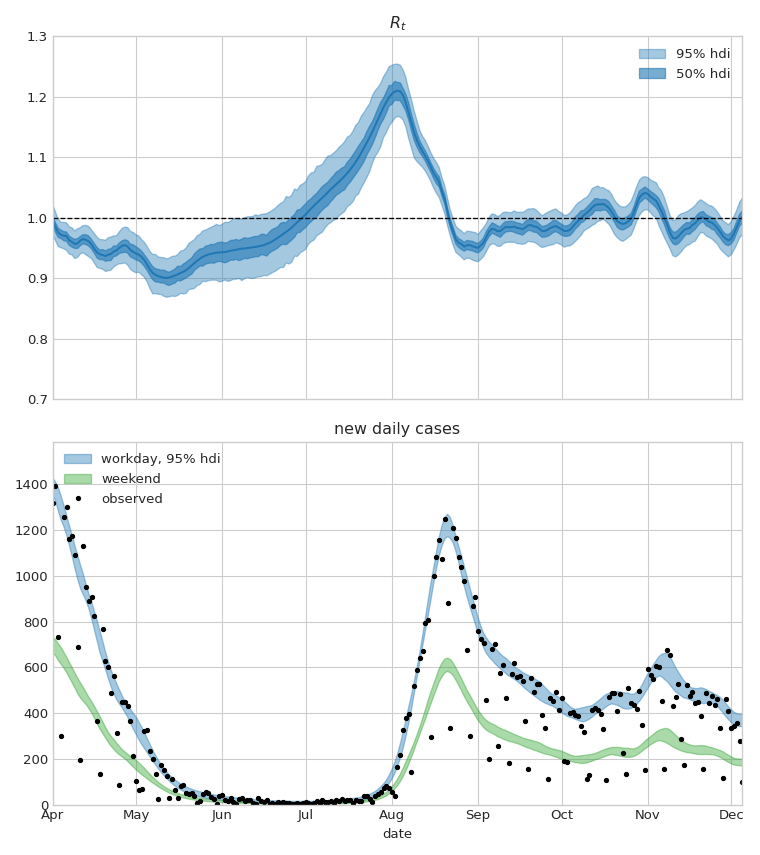 R_t
1.3
95% hdi
50% hdi
1.2
1.1
1.0
0.9
0.8
0.7
new daily cases
workday, 95% hdi
weekend
observed
1400
1200
1000
800
600
400
200
0
Apr May Jun Jul Aug Sep Oct Nov Dec
date